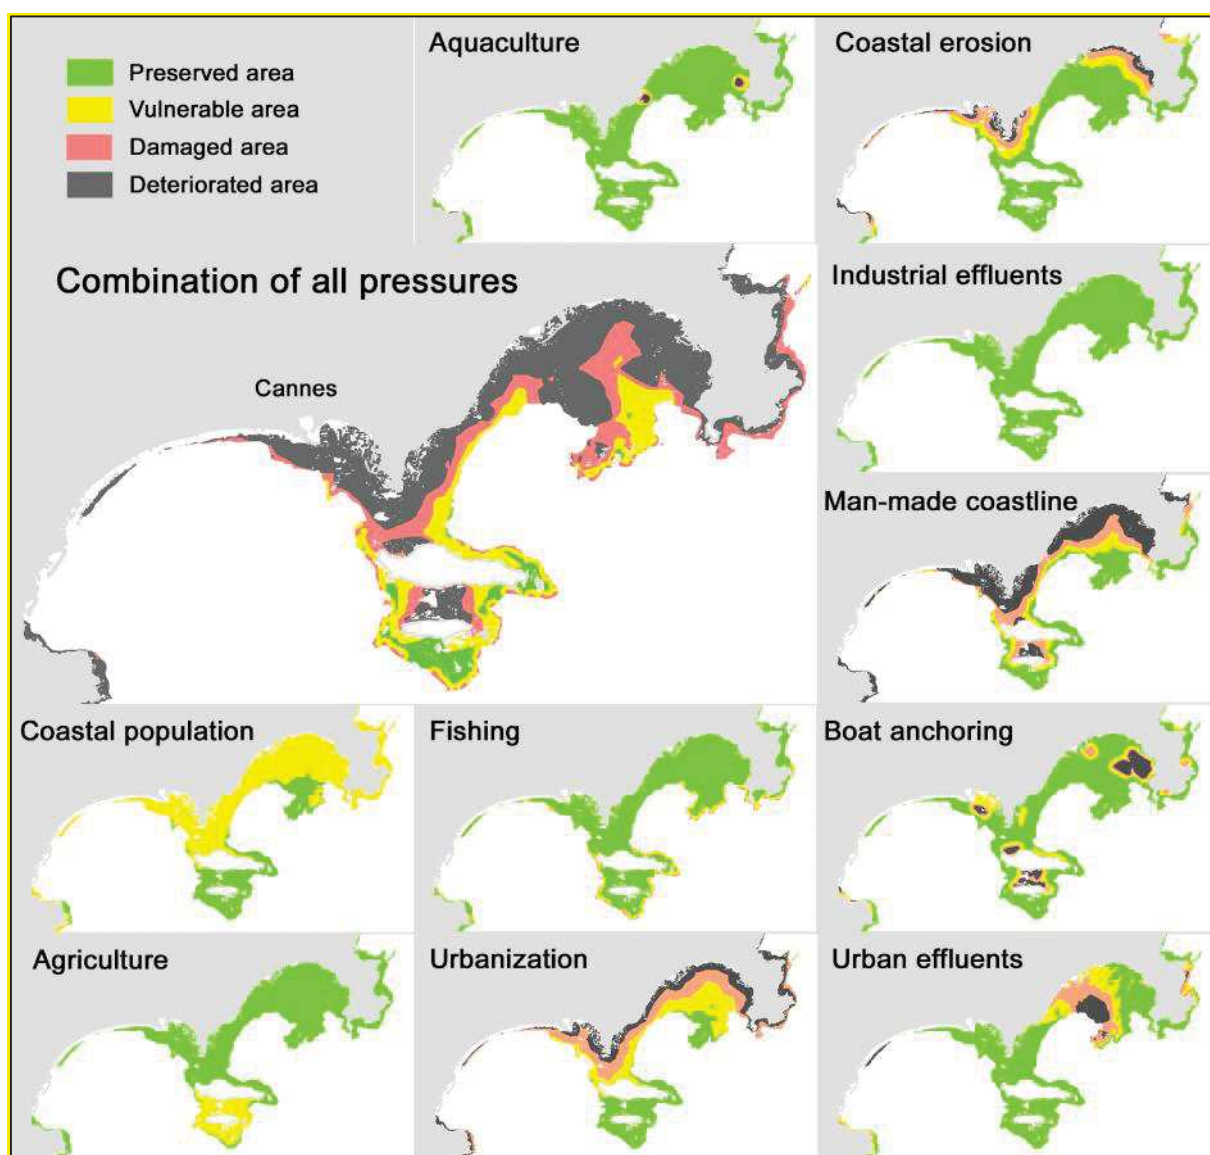 Preserved area
Vulnerable area
Damaged area
Deteriorated area
Aquaculture
Coastal erosion
Combination of all pressures
Cannes
Industrial effluents
Man-made coastline
Coastal population
Fishing
Boat anchoring
Agriculture
Urbanization
Urban effluents